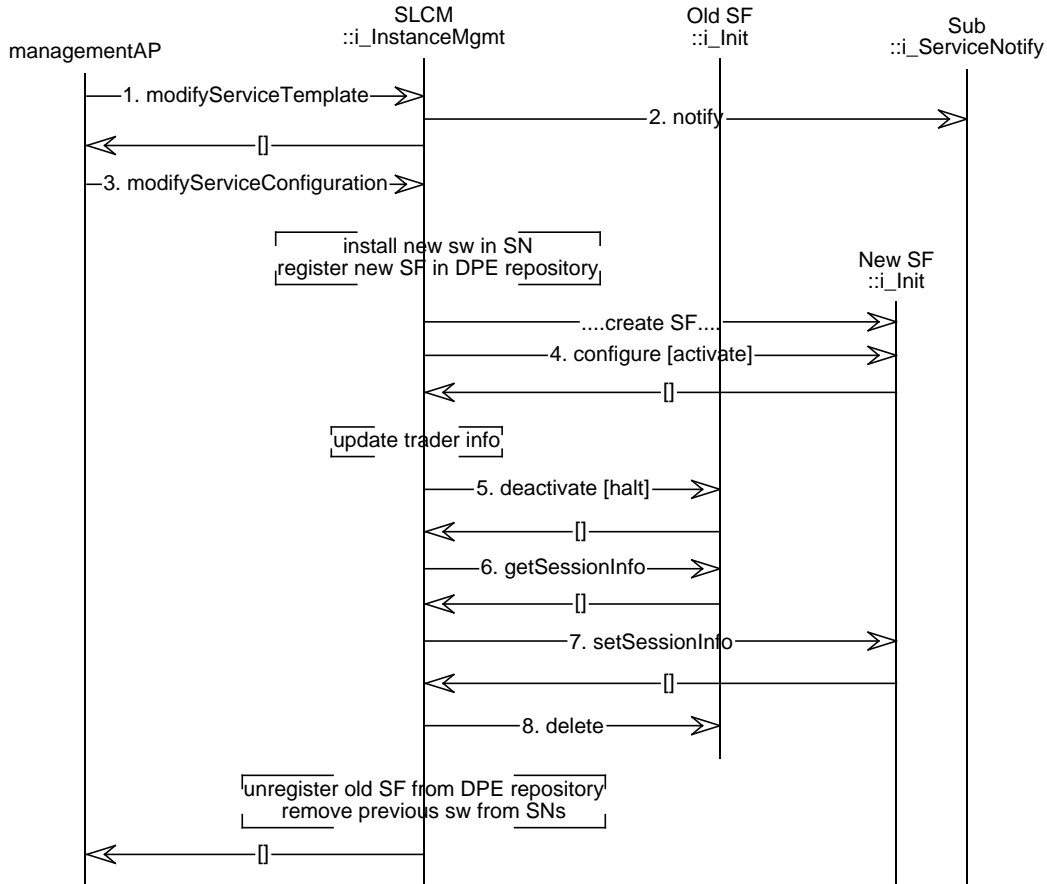 managementAP
SLCM
::i_InstanceMgmt
Old SF
::i_Init
Sub
::i_ServiceNotify
1. modifyServiceTemplate
2. notify
[]
3. modifyServiceConfiguration
install new sw in SN
register new SF in DPE repository
New SF
::i_Init
....create SF....
4. configure [activate]
[]
update trader info
5. deactivate [halt]
[]
6. getSessionInfo
[]
7. setSessionInfo
[]
8. delete
unregister old SF from DPE repository
remove previous sw from SNs
[]